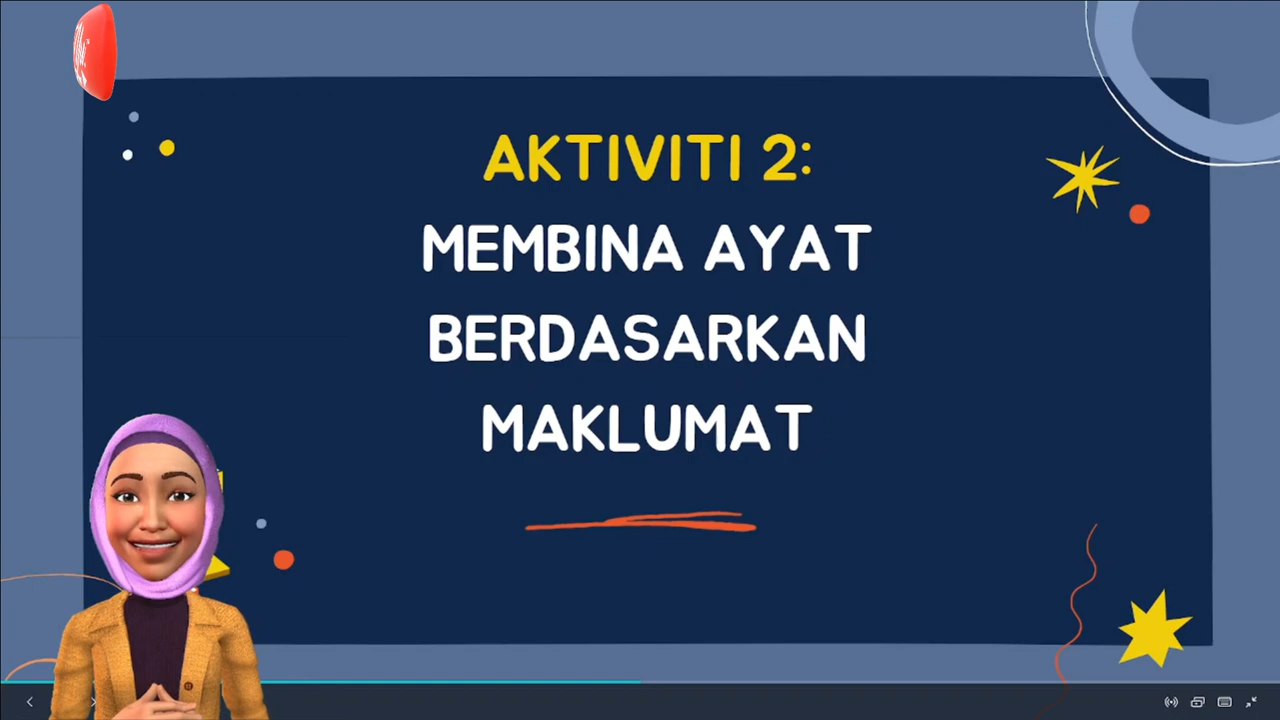 AKTIVITI 2:
MEMBINA AYAT
BERDASARKAN
MAKLUMAT